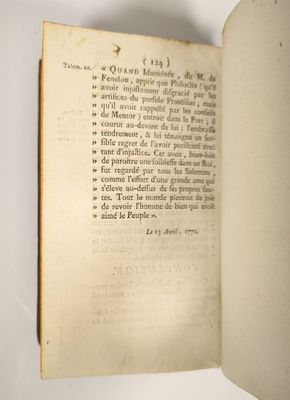 ( 124 )
Telem. « QUAND Iduménée, dit M. de
» Fenelon, apprit que Philoclès ( qu'il
» avoit injustement disgracié par les
» artifices du perfide Protésilas, mais
» qu'il avoit rappellé par les conseils
» de Mentor ) entroit dans le Port ; il
» courut au-devant de lui ; l'embrassa
» tendrement, & lui témoigna un sen-
» sible regret de l'avoir persécuté avec
» tant d'injustice. Cet aveu, bien-loin
» de paroître une foiblesse dans un Roi,
» fut regardé par tous les Salentins,
» comme l'effort d'une grande ame qui
» s'éleve au-dessus de ses propres fau-
» tes. Tout le monde pleuroit de joie
» de revoir l'homme de bien qui avoit
» aimé le Peuple ».
Le 15 Avril, 1772.